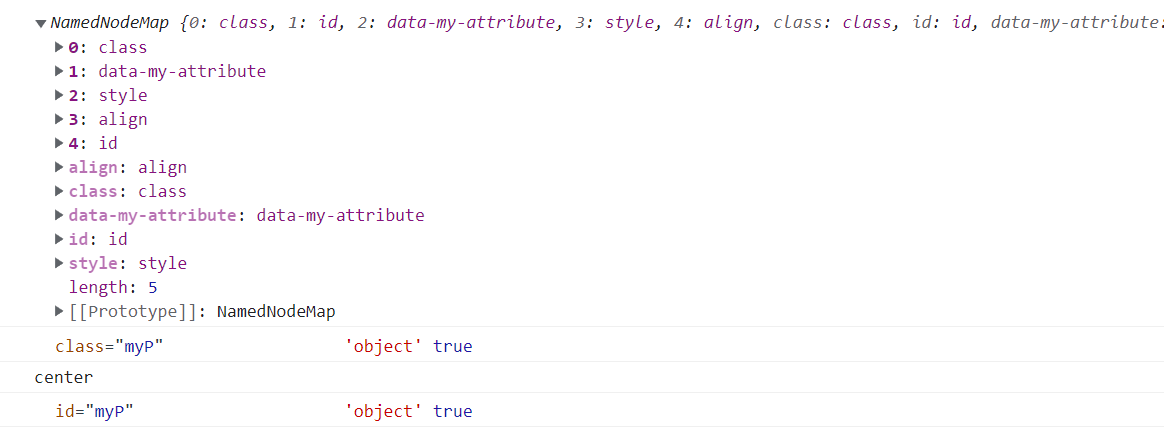 ▼NamedNodeMap {0: class, 1: id, 2: data-my-attribute, 3: style, 4: align, class: class, id: id, data-my-attribute:
▶0: class
▶1: data-my-attribute
▶2: style
▶3: align
▶4: id
▶align: align
▶class: class
▶data-my-attribute: data-my-attribute
▶id: id
▶style: style
length: 5
▶[[Prototype]]: NamedNodeMap
class="myP" 'object' true
center
id="myP" 'object' true